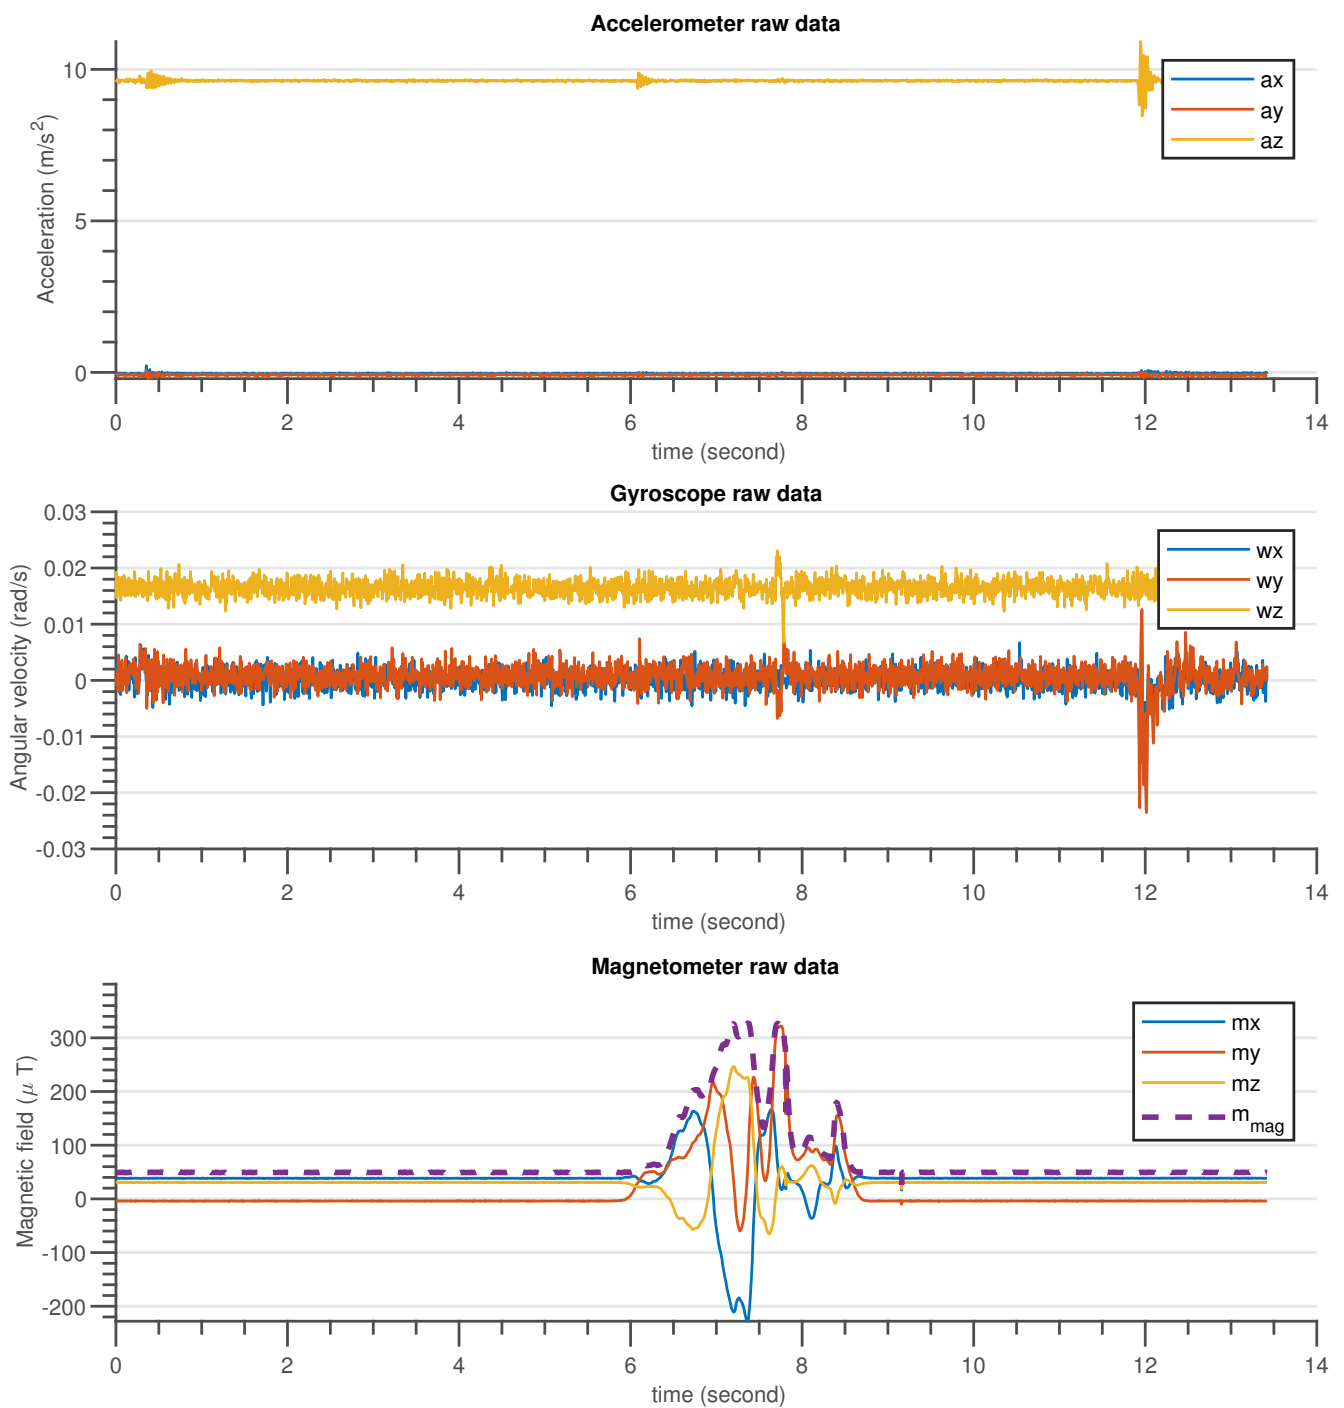 Accelerometer raw data
10
5
0
Acceleration (m/s²)
ax
ay
az
0 2 4 6 8 10 12 14
time (second)
Gyroscope raw data
0.03
0.02
0.01
0
-0.01
-0.02
-0.03
Angular velocity (rad/s)
wx
wy
wz
0 2 4 6 8 10 12 14
time (second)
Magnetometer raw data
300
200
100
0
-100
-200
Magnetic field (μ T)
mx
my
mz
m_mag
0 2 4 6 8 10 12 14
time (second)